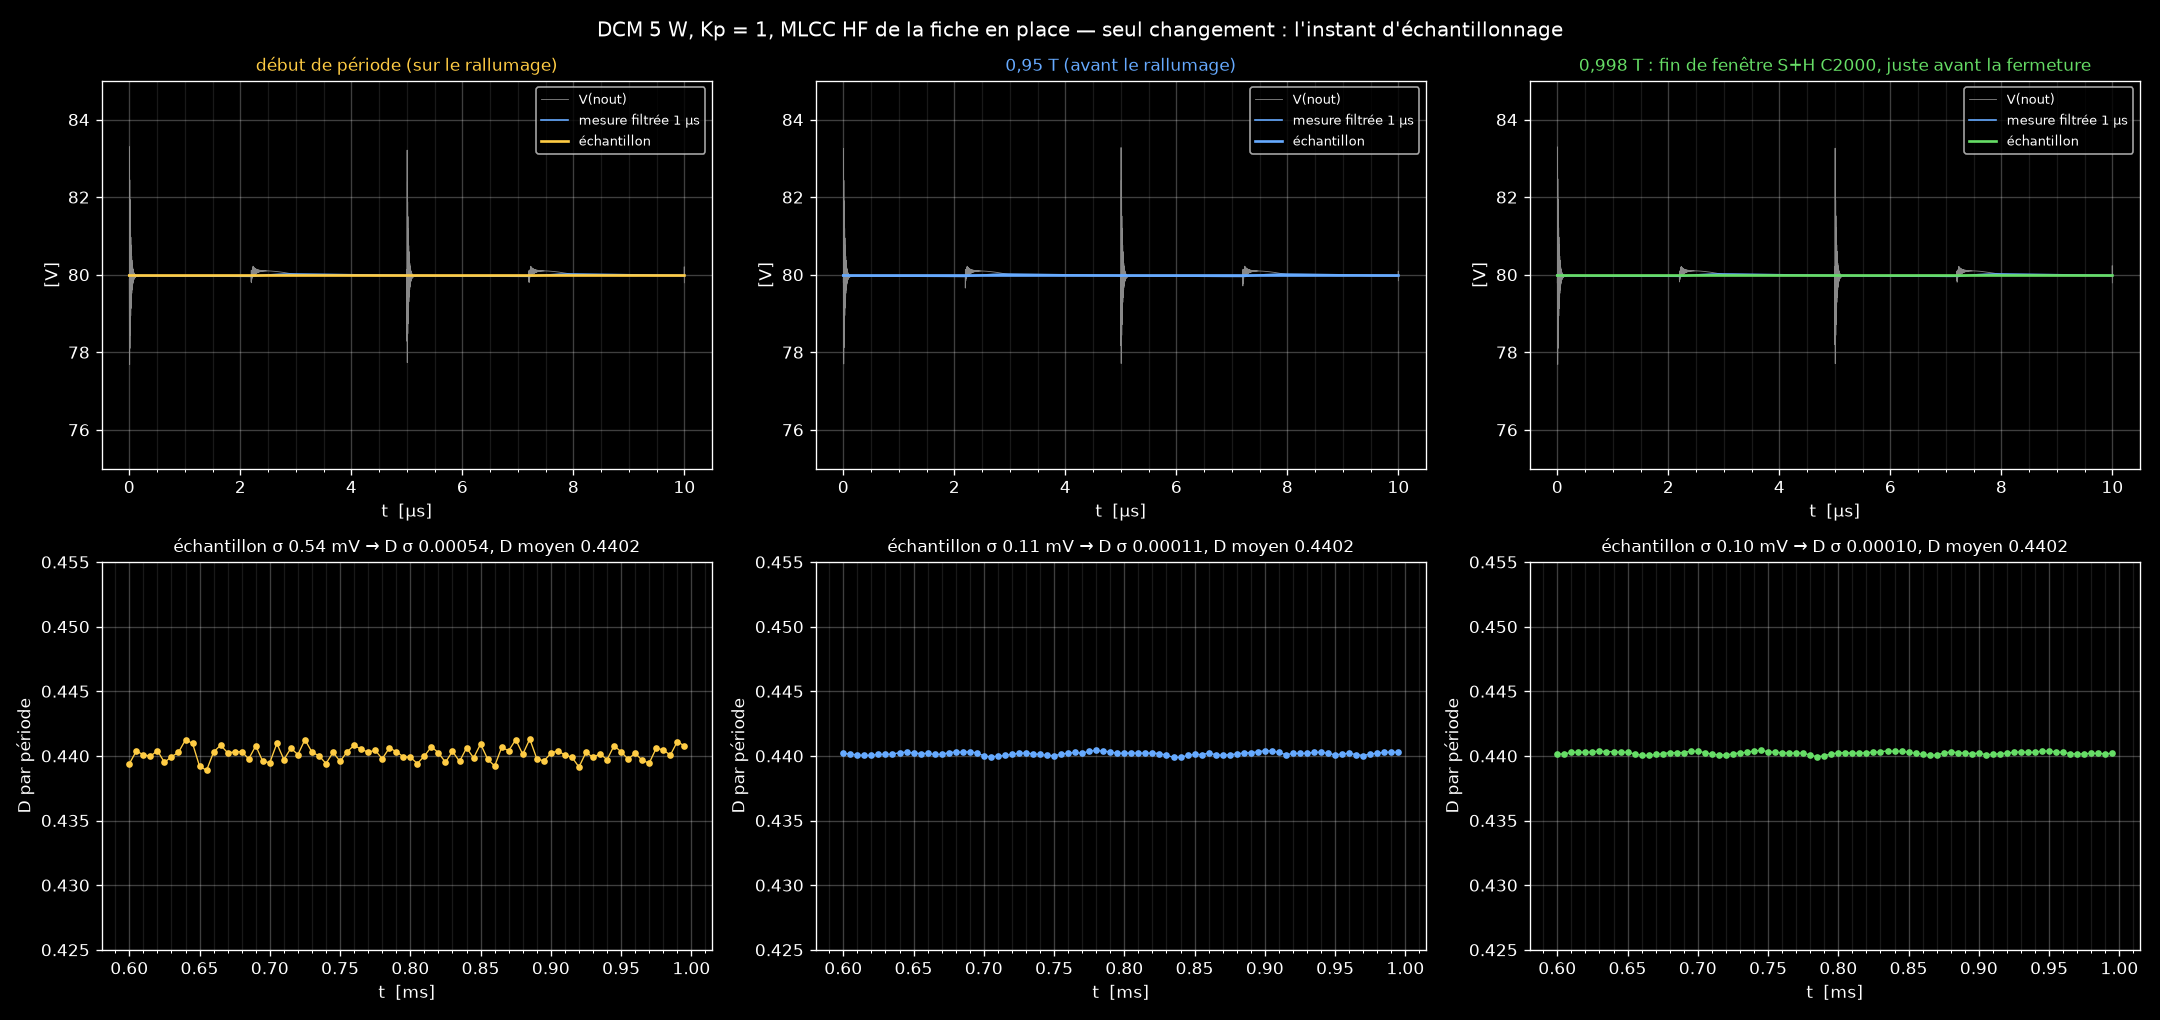 DCM 5 W, Kp = 1, MLCC HF de la fiche en place — seul changement : l'instant d'échantillonnage
début de période (sur le rallumage)
V(nout)
mesure filtrée 1 µs
échantillon
84
82
80
78
76
[V]
0 2 4 6 8 10
t [µs]
0,95 T (avant le rallumage)
V(nout)
mesure filtrée 1 µs
échantillon
84
82
80
78
76
[V]
0 2 4 6 8 10
t [µs]
0,998 T : fin de fenêtre S+H C2000, juste avant la fermeture
V(nout)
mesure filtrée 1 µs
échantillon
84
82
80
78
76
[V]
0 2 4 6 8 10
t [µs]
échantillon σ 0.54 mV → D σ 0.00054, D moyen 0.4402
0.455
0.450
0.445
0.440
0.435
0.430
0.425
D par période
0.60 0.65 0.70 0.75 0.80 0.85 0.90 0.95 1.00
t [ms]
échantillon σ 0.11 mV → D σ 0.00011, D moyen 0.4402
0.455
0.450
0.445
0.440
0.435
0.430
0.425
D par période
0.60 0.65 0.70 0.75 0.80 0.85 0.90 0.95 1.00
t [ms]
échantillon σ 0.10 mV → D σ 0.00010, D moyen 0.4402
0.455
0.450
0.445
0.440
0.435
0.430
0.425
D par période
0.60 0.65 0.70 0.75 0.80 0.85 0.90 0.95 1.00
t [ms]